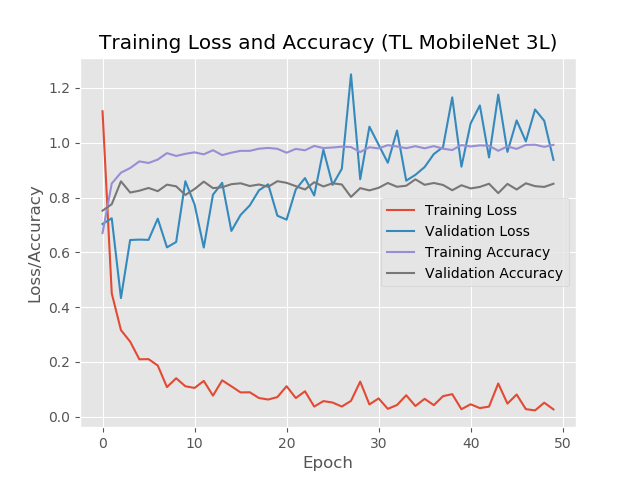 Training Loss and Accuracy (TL MobileNet 3L)
1.2
1.0
0.8
0.6
0.4
0.2
0.0
Loss/Accuracy
Training Loss
Validation Loss
Training Accuracy
Validation Accuracy
0 10 20 30 40 50
Epoch